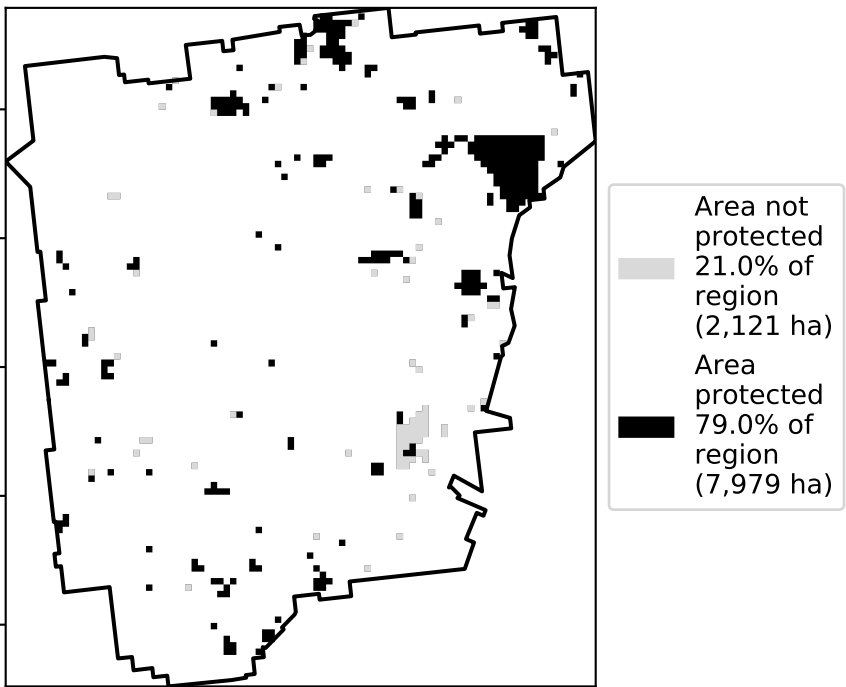 Area not
protected
21.0% of
region
(2,121 ha)
Area
protected
79.0% of
region
(7,979 ha)